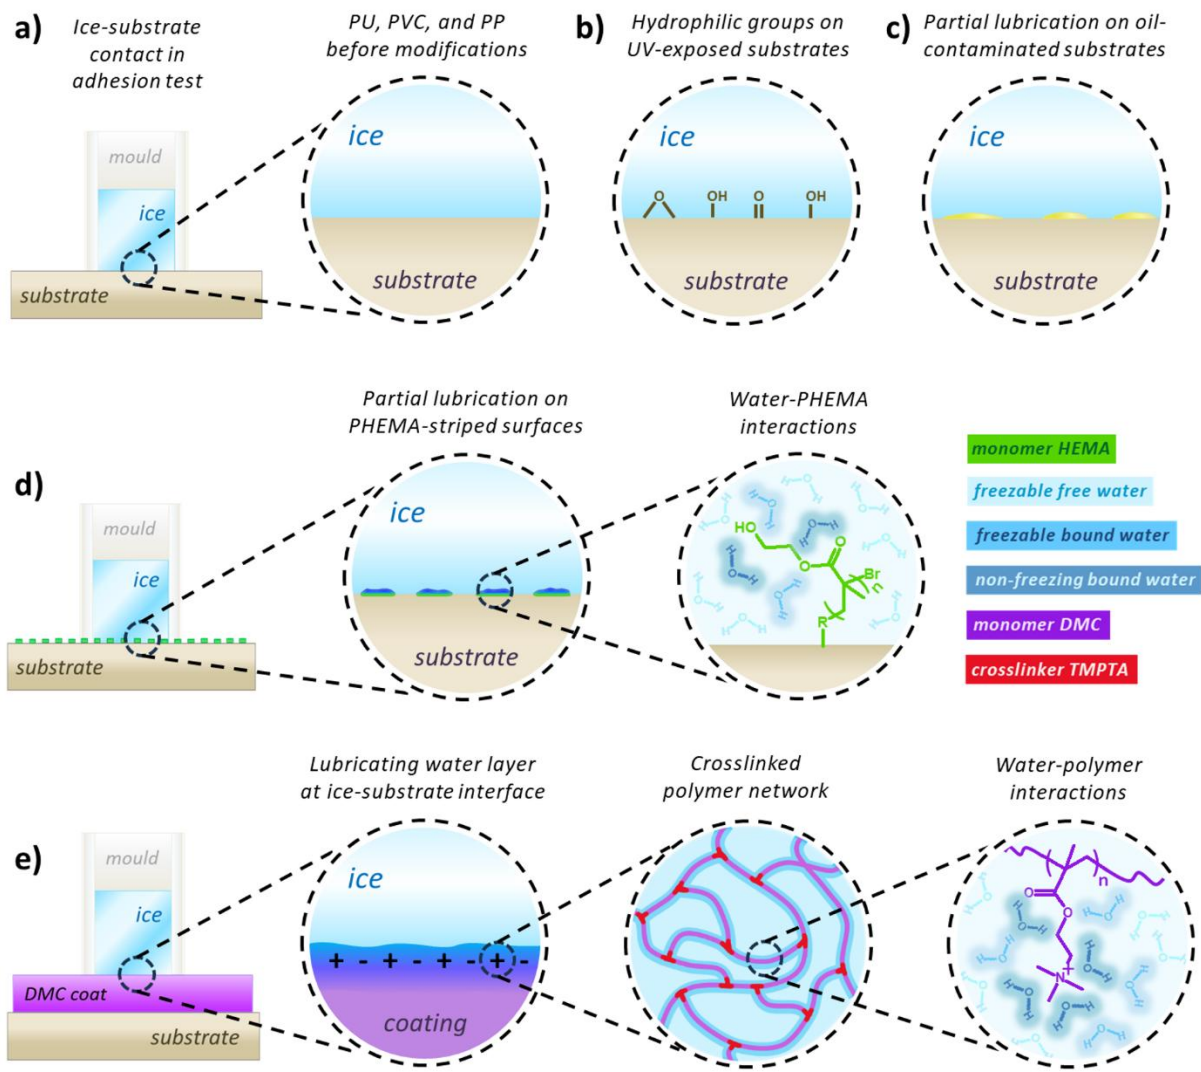 a)
Ice-substrate
contact in
adhesion test
mould
ice
substrate
PU, PVC, and PP
before modifications
ice
substrate
b)
Hydrophilic groups on
UV-exposed substrates
ice
O
OH
O
OH
substrate
c)
Partial lubrication on oil-
contaminated substrates
ice
substrate
d)
mould
ice
substrate
Partial lubrication on
PHEMA-striped surfaces
ice
substrate
Water-PHEMA
interactions
HO
O
O
Br
n
R
monomer HEMA
freezable free water
freezable bound water
non-freezing bound water
monomer DMC
crosslinker TMPTA
e)
mould
ice
DMC coat
substrate
Lubricating water layer
at ice-substrate interface
ice
+ - + - + - + -
coating
Crosslinked
polymer network
Water-polymer
interactions
n
O
O
N+